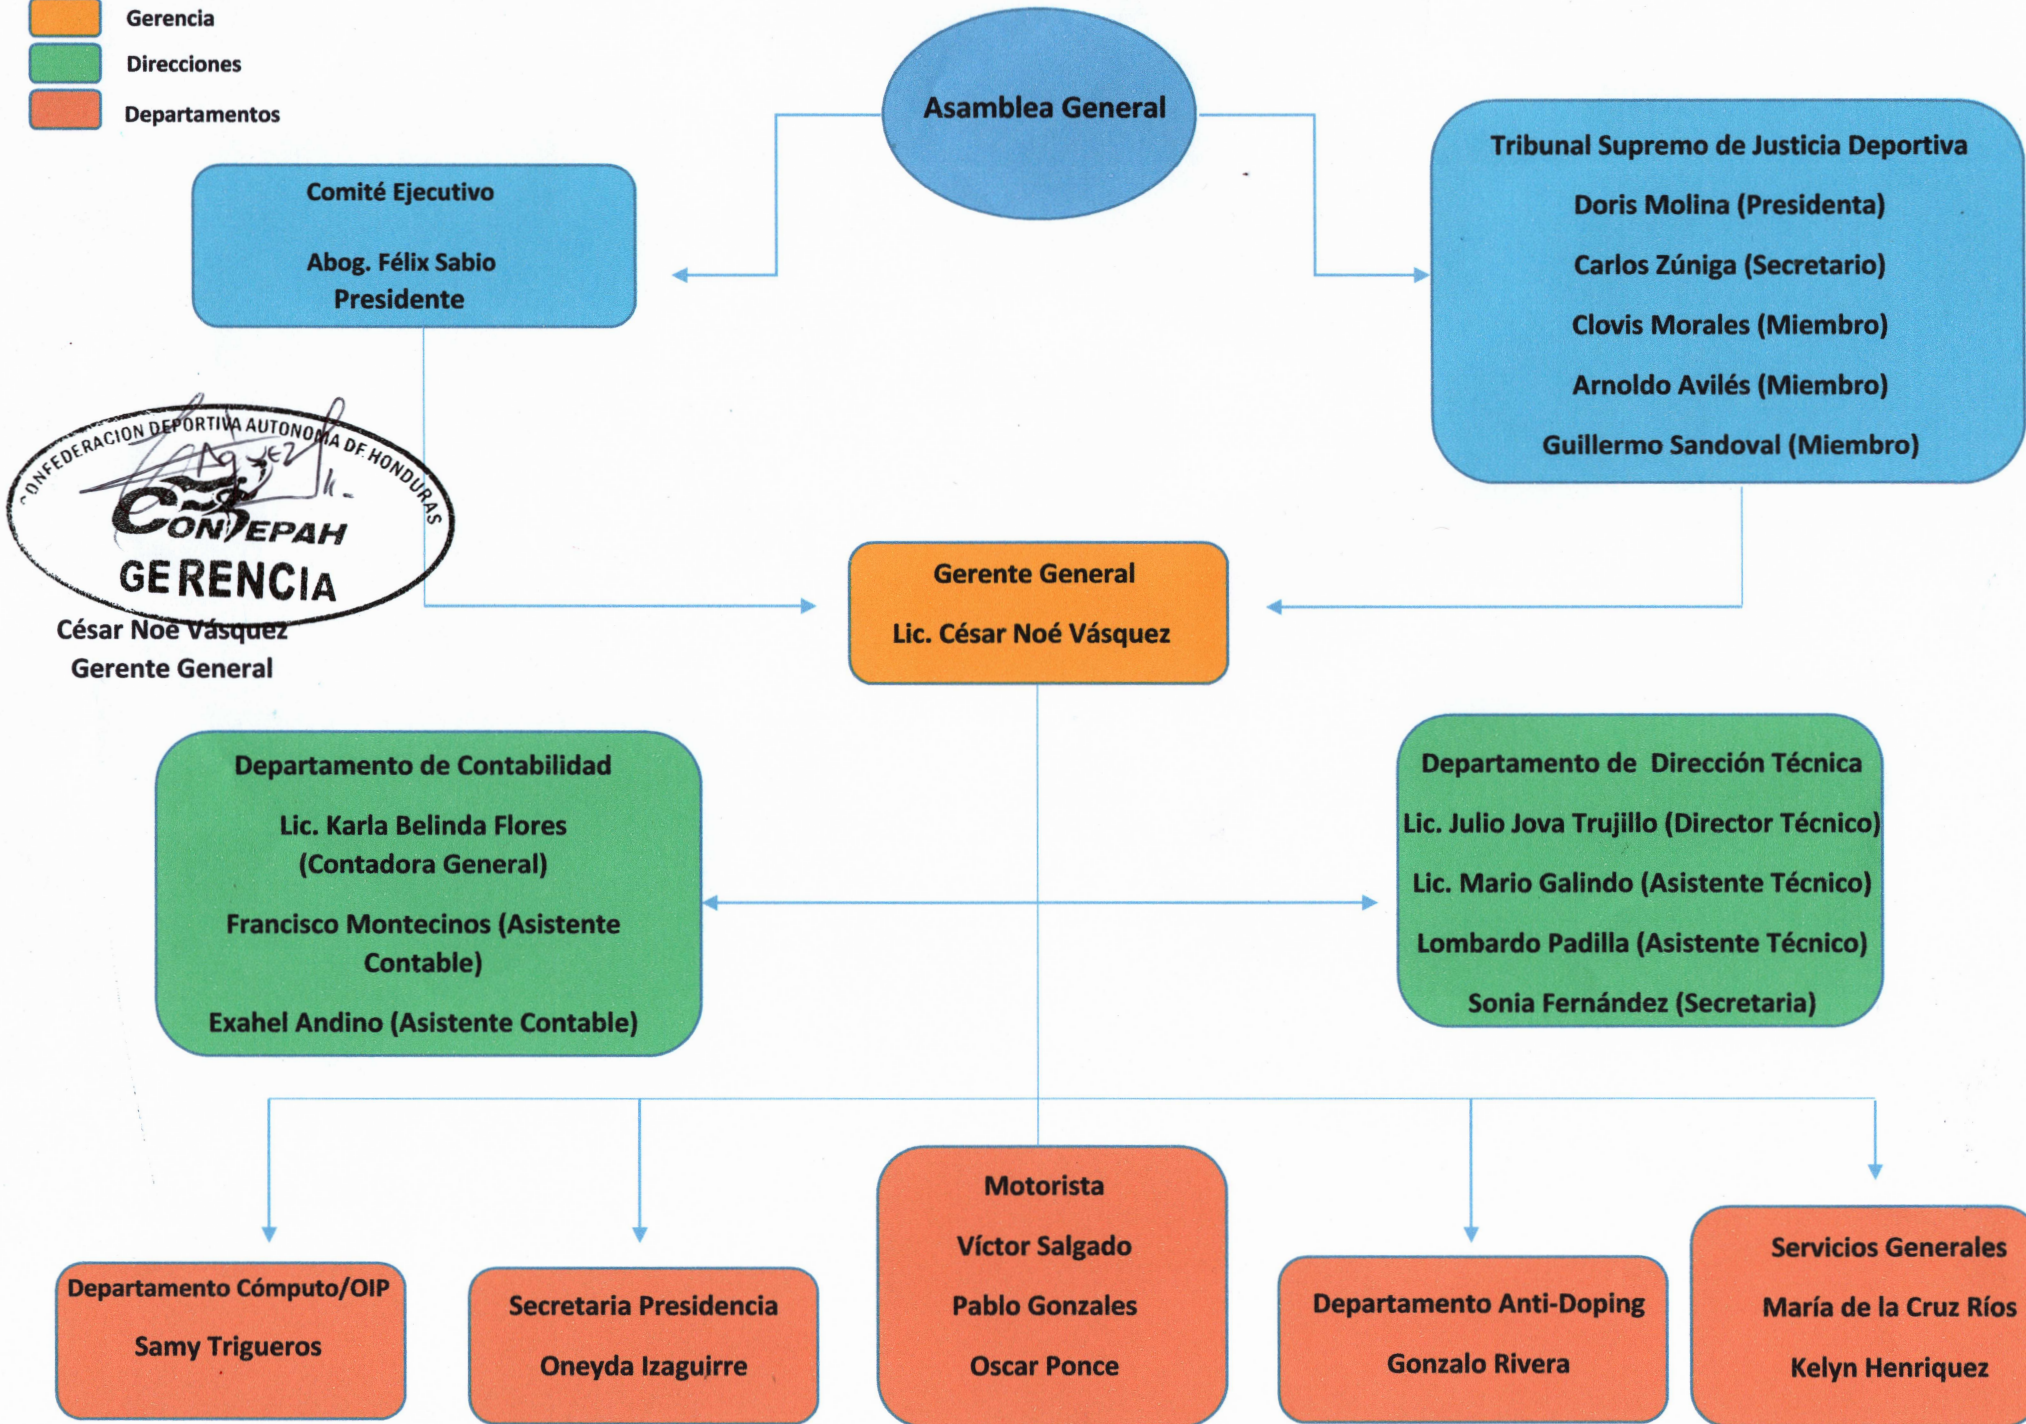 Gerencia
Direcciones
Departamentos
Asamblea General
Comité Ejecutivo
Abog. Félix Sabio
Presidente
Tribunal Supremo de Justicia Deportiva
Doris Molina (Presidenta)
Carlos Zúniga (Secretario)
Clovis Morales (Miembro)
Arnoldo Avilés (Miembro)
Guillermo Sandoval (Miembro)
CONFEDERACION DEPORTIVA AUTONOMA DE HONDURAS
CONDEPAH
GERENCIA
César Noé Vásquez
Gerente General
Gerente General
Lic. César Noé Vásquez
Departamento de Contabilidad
Lic. Karla Belinda Flores
(Contadora General)
Francisco Montecinos (Asistente
Contable)
Exahel Andino (Asistente Contable)
Departamento de Dirección Técnica
Lic. Julio Jova Trujillo (Director Técnico)
Lic. Mario Galindo (Asistente Técnico)
Lombardo Padilla (Asistente Técnico)
Sonia Fernández (Secretaria)
Departamento Cómputo/OIP
Samy Trigueros
Secretaria Presidencia
Oneyda Izaguirre
Motorista
Víctor Salgado
Pablo Gonzales
Oscar Ponce
Departamento Anti-Doping
Gonzalo Rivera
Servicios Generales
María de la Cruz Ríos
Kelyn Henriquez